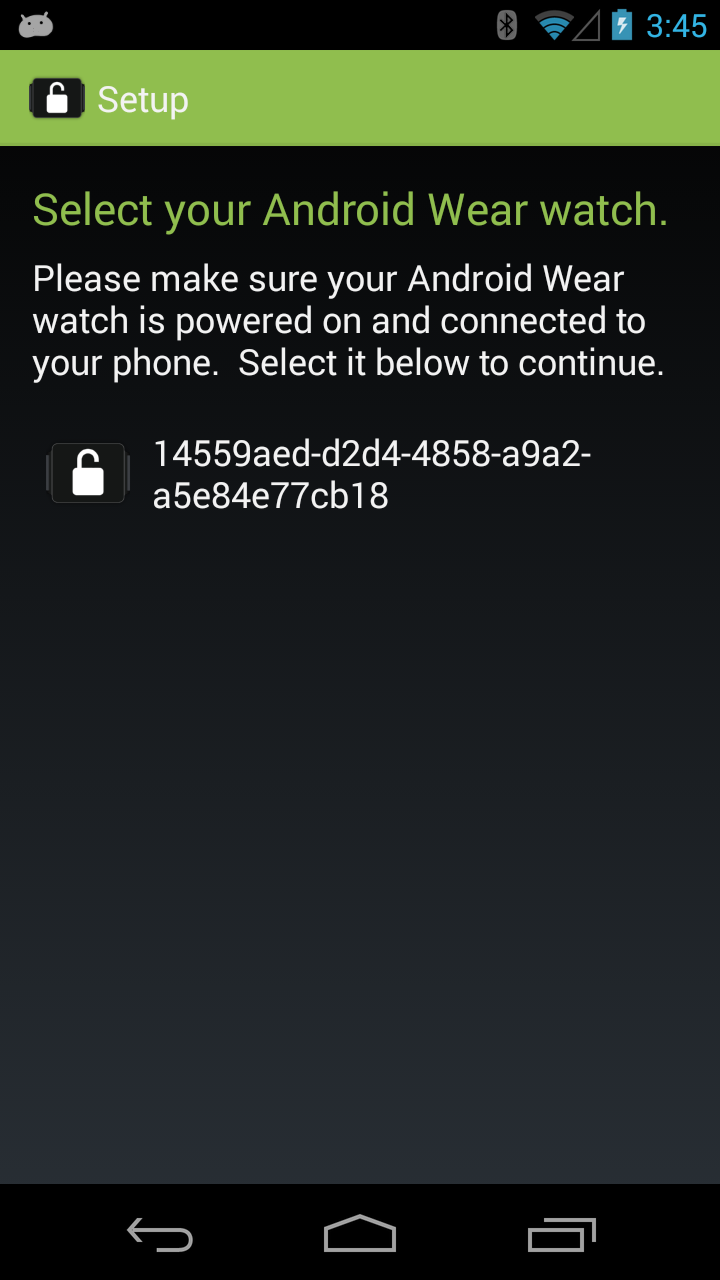 3:45
Setup
Select your Android Wear watch.
Please make sure your Android Wear
watch is powered on and connected to
your phone.  Select it below to continue.
14559aed-d2d4-4858-a9a2-
a5e84e77cb18